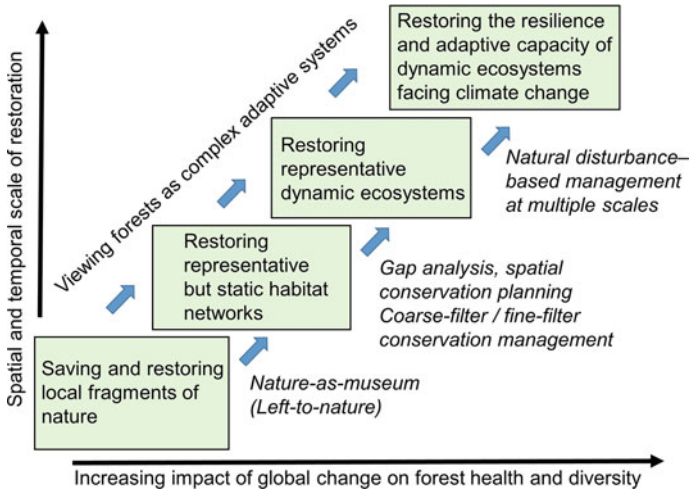 Restoring the resilience
and adaptive capacity of
dynamic ecosystems
facing climate change
Spatial and temporal scale of restoration
Viewing forests as complex adaptive systems
Restoring
representative
dynamic ecosystems
Natural disturbance–
based management
at multiple scales
Restoring
representative
but static habitat
networks
Gap analysis, spatial
conservation planning
Coarse-filter / fine-filter
conservation management
Saving and restoring
local fragments of
nature
Nature-as-museum
(Left-to-nature)
Increasing impact of global change on forest health and diversity